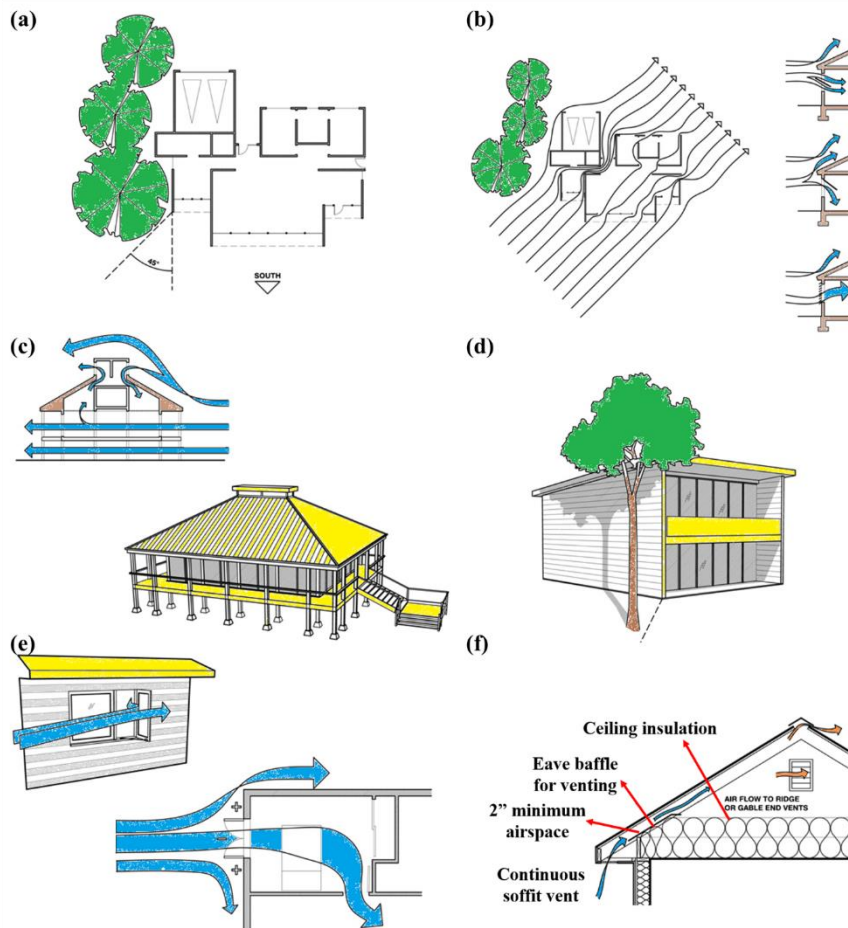 (a)
45°
SOUTH
(b)
(c)
(d)
(e)
(f)
Ceiling insulation
Eave baffle
for venting
2” minimum
airspace
Continuous
soffit vent
AIR FLOW TO RIDGE
OR GABLE END VENTS